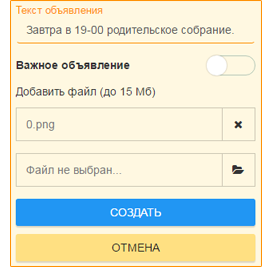 Текст объявления
Завтра в 19-00 родительское собрание.
Важное объявление
Добавить файл (до 15 Мб)
0.png
Файл не выбран...
СОЗДАТЬ
ОТМЕНА